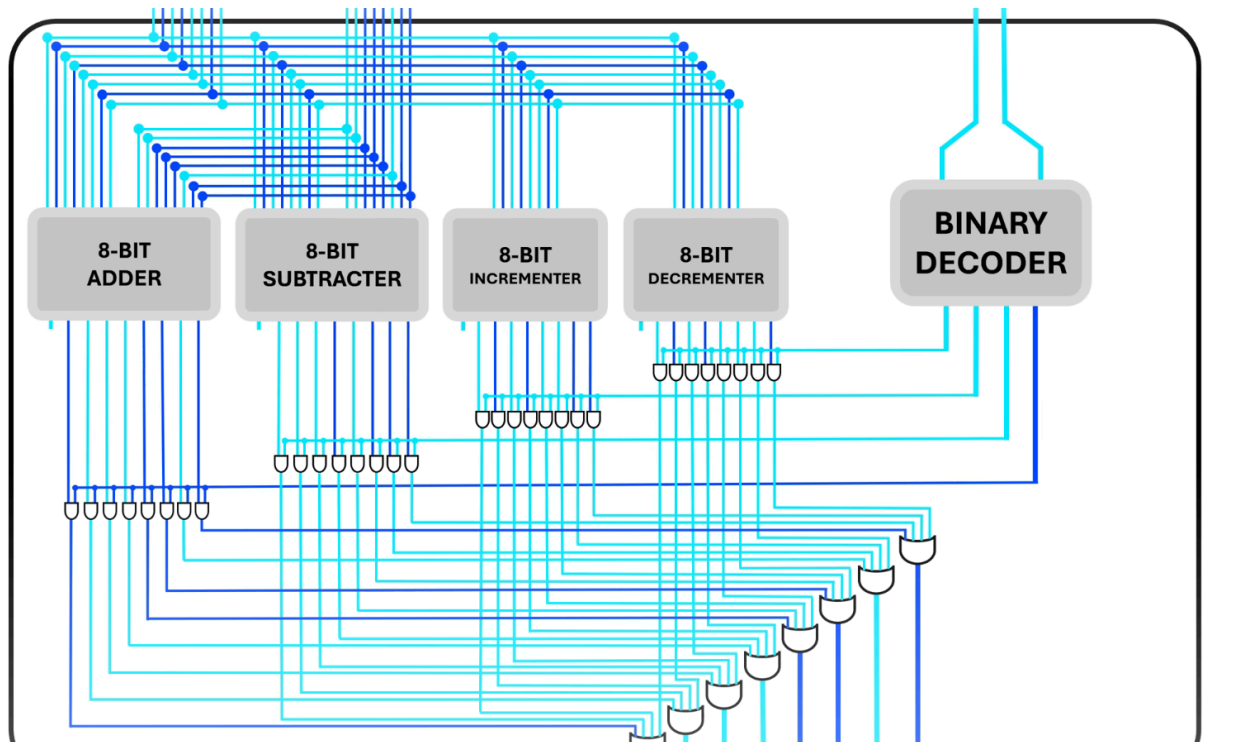 8-BIT
ADDER
8-BIT
SUBTRACTER
8-BIT
INCREMENTER
8-BIT
DECREMENTER
BINARY
DECODER